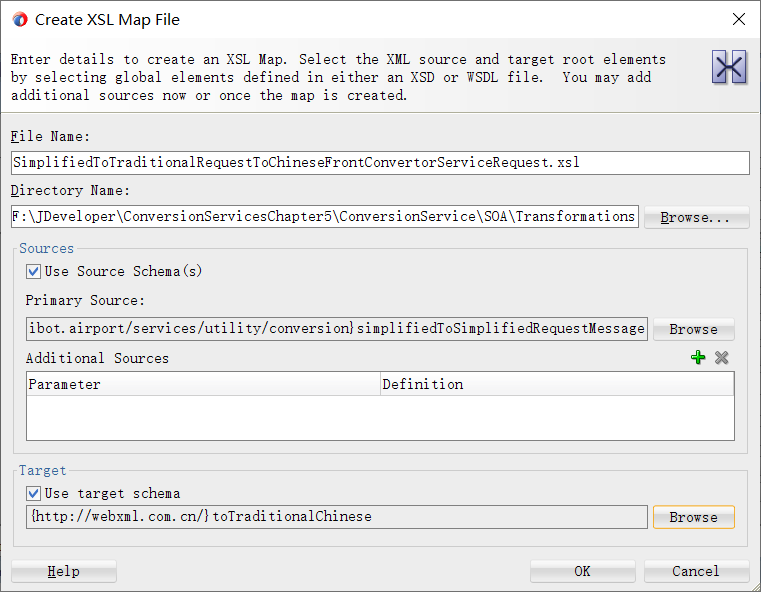 Create XSL Map File
Enter details to create an XSL Map. Select the XML source and target root elements
by selecting global elements defined in either an XSD or WSDL file. You may add
additional sources now or once the map is created.
File Name:
SimplifiedToTraditionalRequestToChineseFrontConvertorServiceRequest.xsl
Directory Name:
F:\JDeveloper\ConversionServicesChapter5\ConversionService\SOA\Transformations
Browse...
Sources
Use Source Schema(s)
Primary Source:
ibot.airport/services/utility/conversion}simplifiedToSimplifiedRequestMessage
Browse
Additional Sources
Parameter Definition
Target
Use target schema
{http://webxml.com.cn/}toTraditionalChinese
Browse
Help OK Cancel